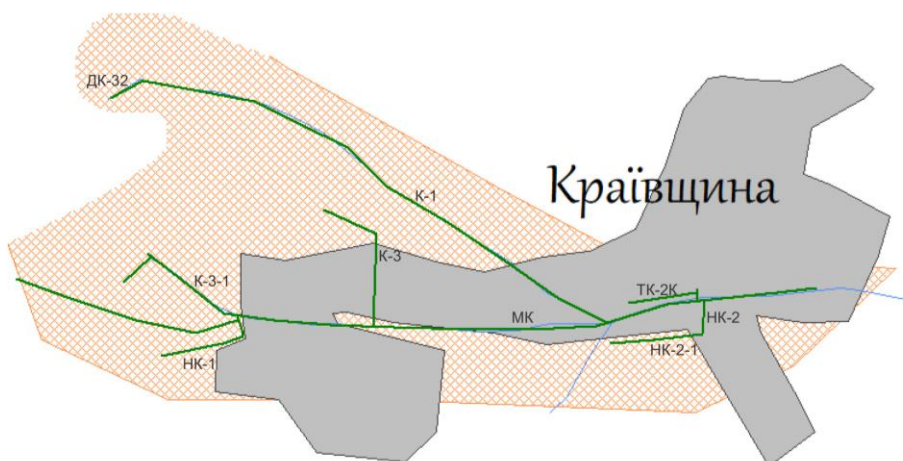 ДК-32
Краївщина
К-1
К-3
К-3-1
ТК-2К
МК
НК-2
НК-1
НК-2-1